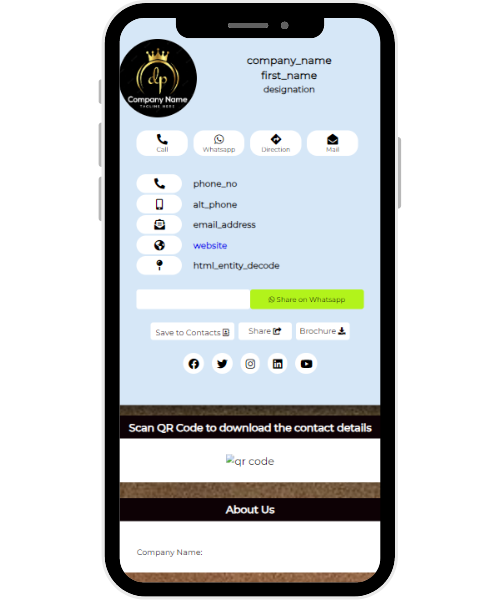 dp
Company Name
TAGLINE HERE
company_name
first_name
designation
Call
Whatsapp
Direction
Mail
phone_no
alt_phone
email_address
website
html_entity_decode
Share on Whatsapp
Save to Contacts
Share
Brochure
Scan QR Code to download the contact details
qr code
About Us
Company Name: